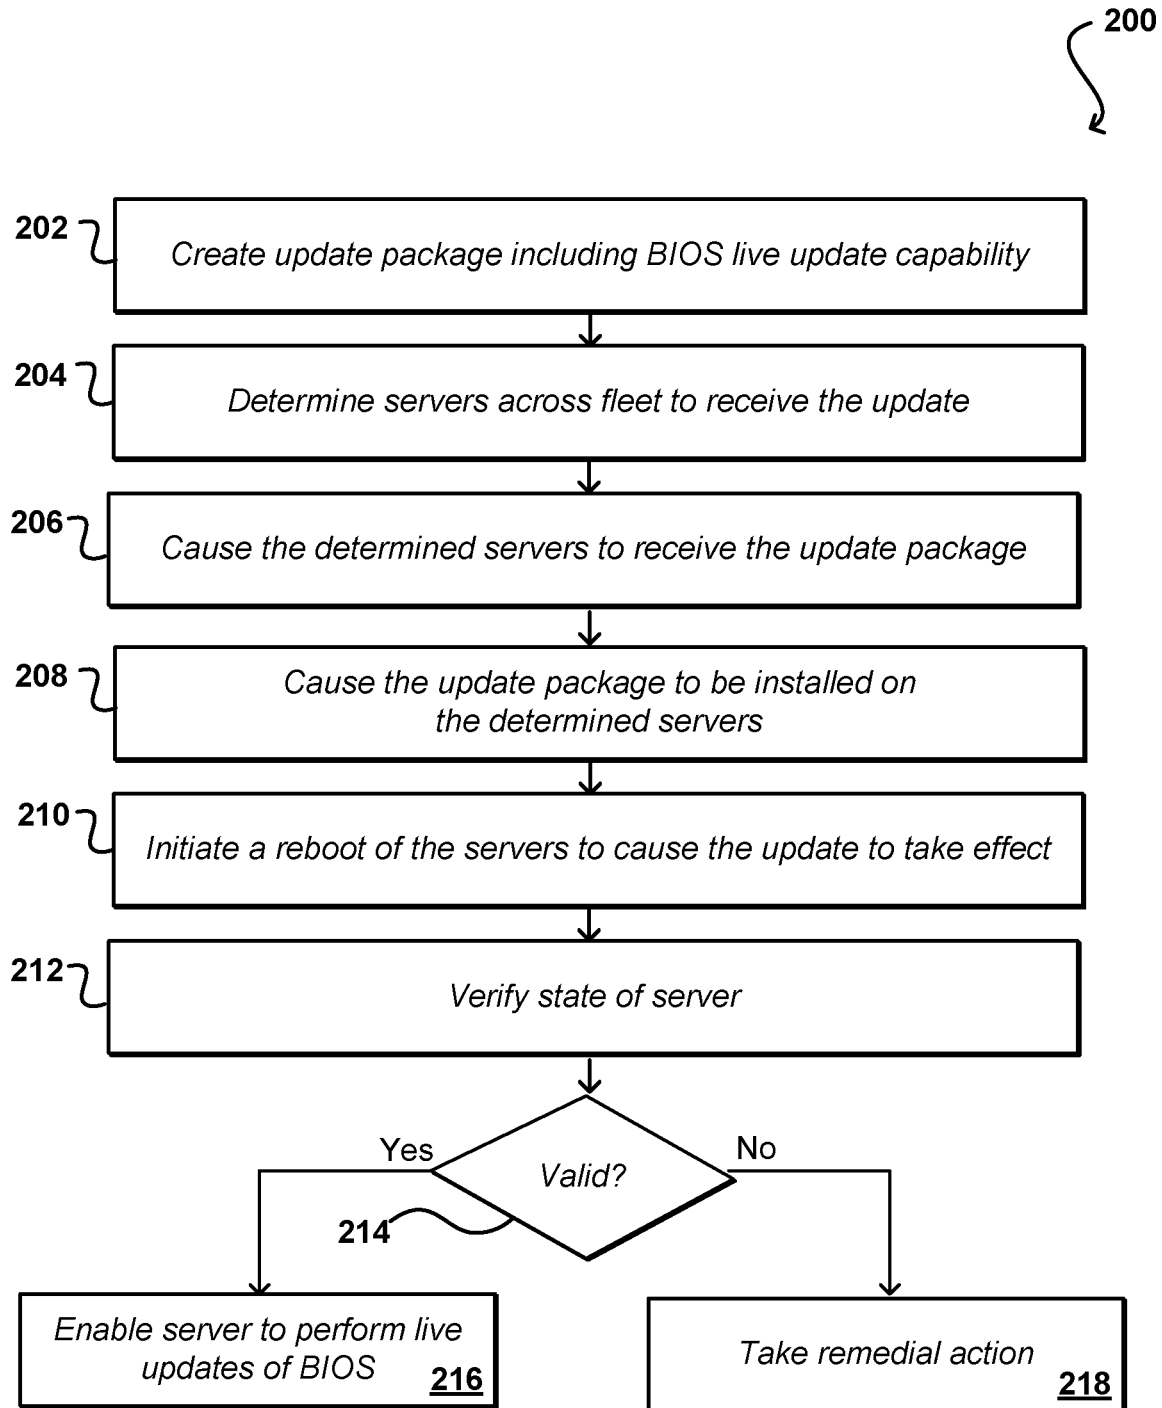 200
202
Create update package including BIOS live update capability
204
Determine servers across fleet to receive the update
206
Cause the determined servers to receive the update package
208
Cause the update package to be installed on
the determined servers
210
Initiate a reboot of the servers to cause the update to take effect
212
Verify state of server
Yes
No
Valid?
214
Enable server to perform live
updates of BIOS
216
Take remedial action
218